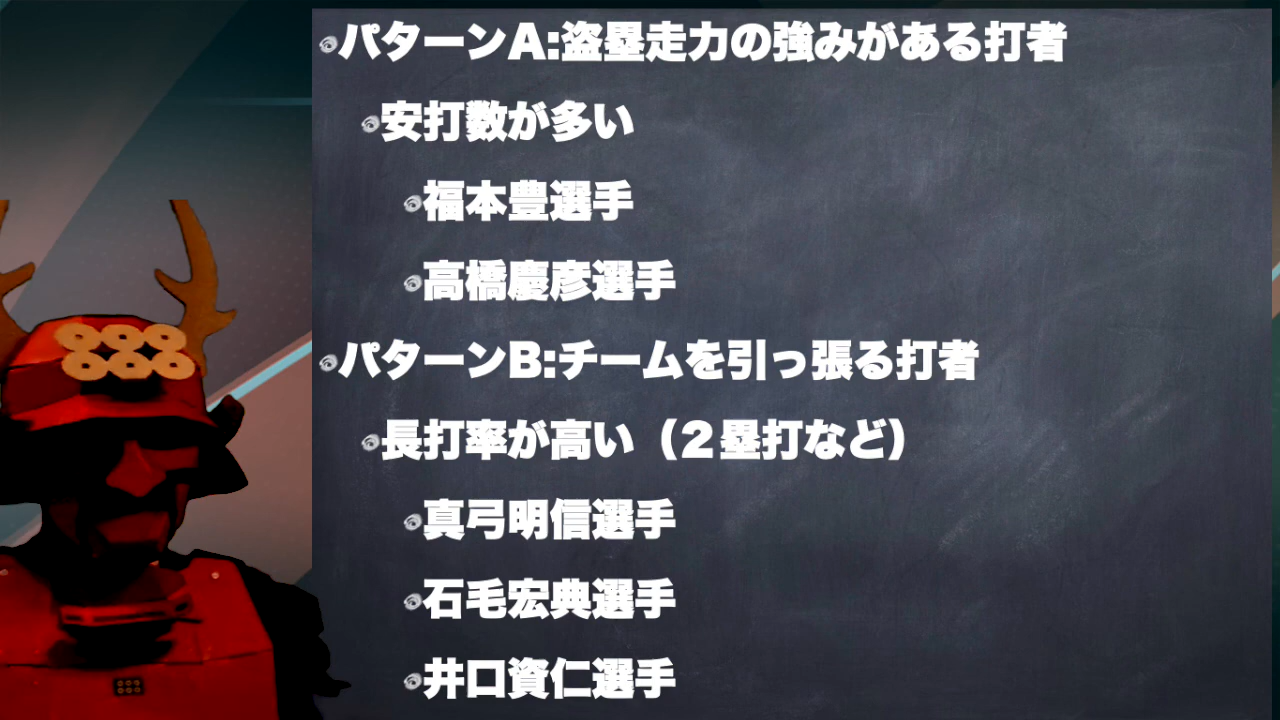 パターンA:盗塁走力の強みがある打者
安打数が多い
福本豊選手
高橋慶彦選手
パターンB:チームを引っ張る打者
長打率が高い（２塁打など）
真弓明信選手
石毛宏典選手
井口資仁選手